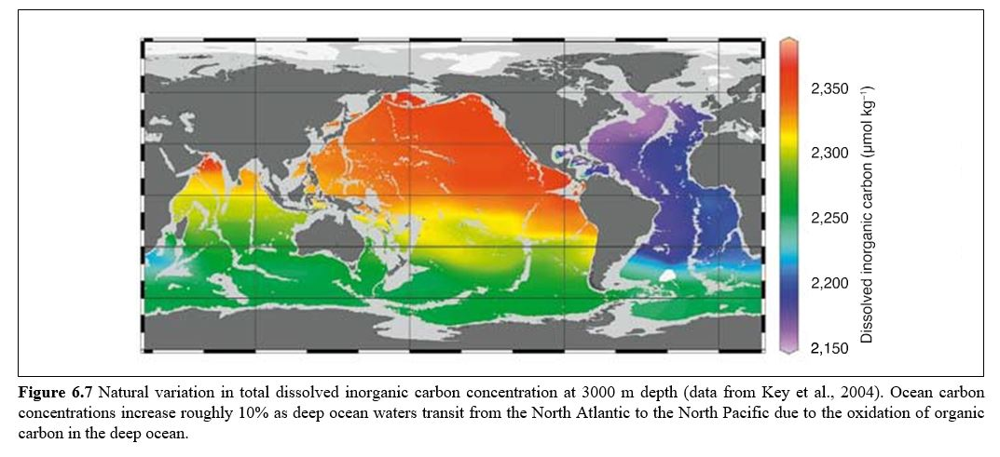 2,350
2,300
2,250
2,200
2,150
Dissolved inorganic carbon (μmol kg⁻¹)
Figure 6.7 Natural variation in total dissolved inorganic carbon concentration at 3000 m depth (data from Key et al., 2004). Ocean carbon
concentrations increase roughly 10% as deep ocean waters transit from the North Atlantic to the North Pacific due to the oxidation of organic
carbon in the deep ocean.